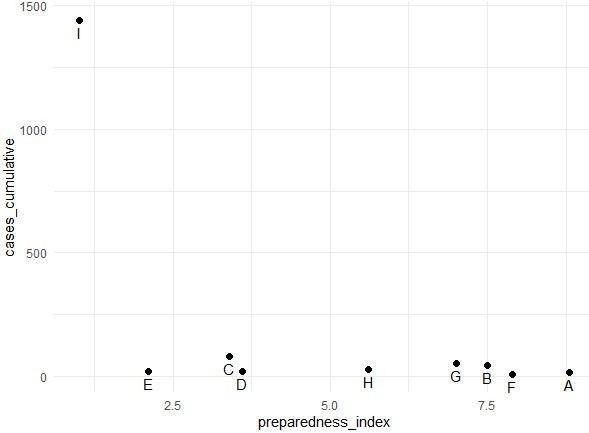 1500
I
1000
cases_cumulative
500
C
G
B
E
D
H
F
A
0
2.5
5.0
7.5
preparedness_index